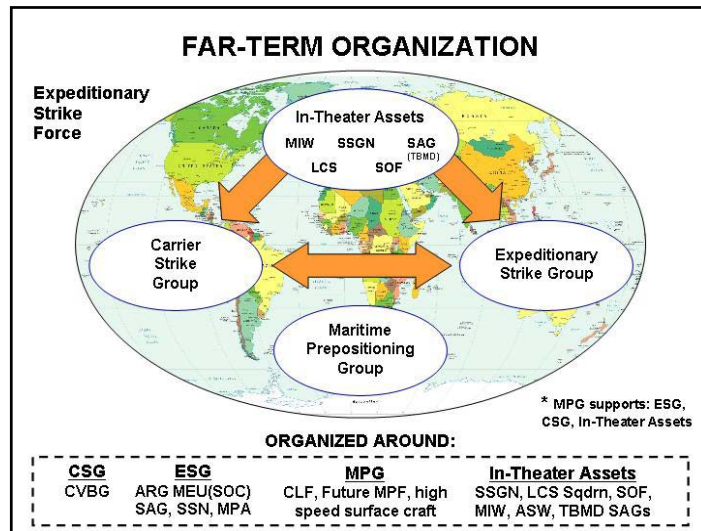 FAR-TERM ORGANIZATION
Expeditionary
Strike
Force
In-Theater Assets
MIW SSGN SAG
(TBMD)
LCS SOF
Carrier
Strike
Group
Expeditionary
Strike Group
Maritime
Prepositioning
Group
* MPG supports: ESG,
CSG, In-Theater Assets
ORGANIZED AROUND:
CSG ESG MPG In-Theater Assets
CVBG ARG MEU(SOC) CLF, Future MPF, high SSGN, LCS Sqdrn, SOF,
SAG, SSN, MPA speed surface craft MIW, ASW, TBMD SAGs